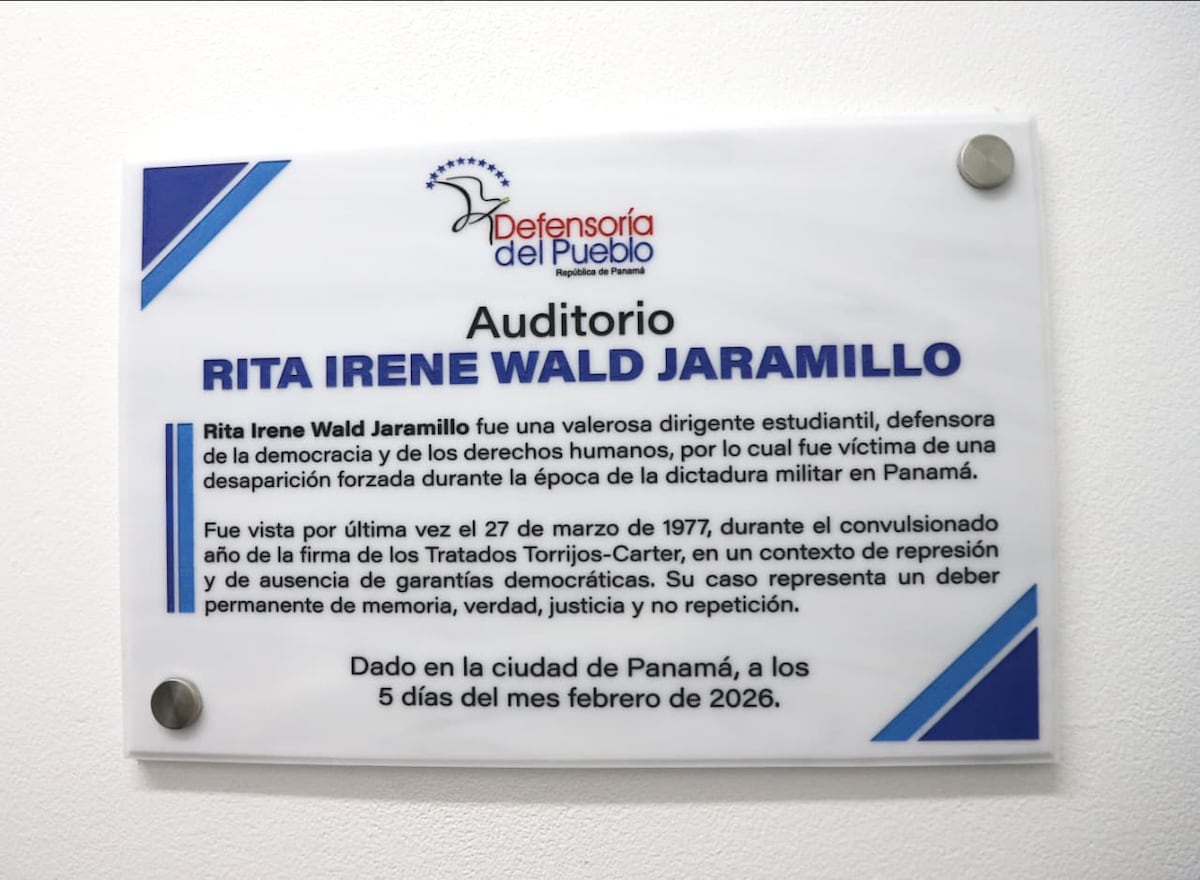 Defensoría
del Pueblo
República de Panamá
Auditorio
RITA IRENE WALD JARAMILLO
Rita Irene Wald Jaramillo fue una valerosa dirigente estudiantil, defensora
de la democracia y de los derechos humanos, por lo cual fue víctima de una
desaparición forzada durante la época de la dictadura militar en Panamá.
Fue vista por última vez el 27 de marzo de 1977, durante el convulsionado
año de la firma de los Tratados Torrijos-Carter, en un contexto de represión
y de ausencia de garantías democráticas. Su caso representa un deber
permanente de memoria, verdad, justicia y no repetición.
Dado en la ciudad de Panamá, a los
5 días del mes febrero de 2026.